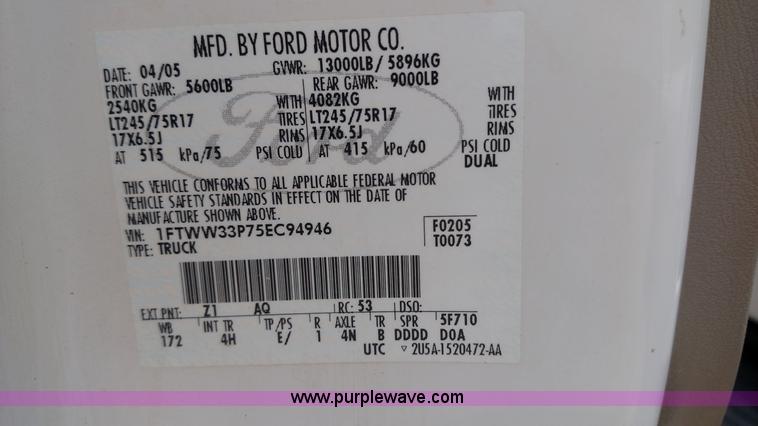 MFD. BY FORD MOTOR CO.
DATE: 04/05 GVWR: 13000LB/ 5896KG
FRONT GAWR: 5600LB REAR GAWR: 9000LB
2540KG WITH 4082KG WITH
LT245/75R17 TIRES LT245/75R17 TIRES
17X6.5J RIMS 17X6.5J RIMS
AT 515 kPa/75 PSI COLD AT 415 kPa/60 PSI COLD
DUAL
Ford
THIS VEHICLE CONFORMS TO ALL APPLICABLE FEDERAL MOTOR
VEHICLE SAFETY STANDARDS IN EFFECT ON THE DATE OF
MANUFACTURE SHOWN ABOVE.
VIN: 1FTWW33P75EC94946 F0205
TYPE: TRUCK T0073
EXT PNT: Z1 AQ RC: 53 DSO:
WB INT TR TP/PS R AXLE TR SPR 5F710
172 4H E/ 1 4N B DDDD D0A
UTC ▽ 2U5A-1520472-AA
www.purplewave.com